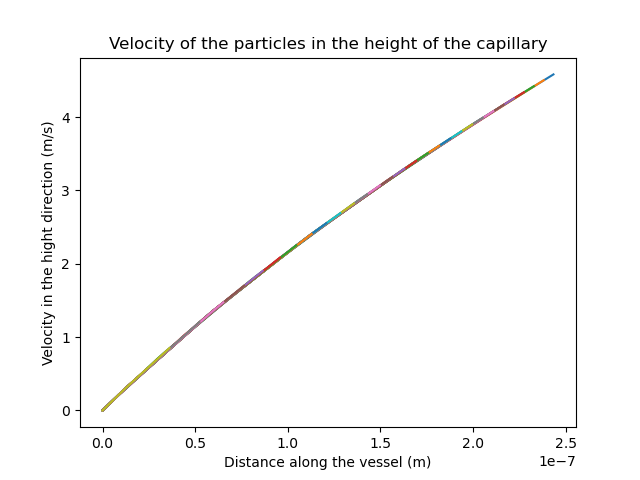 Velocity of the particles in the height of the capillary
Velocity in the hight direction (m/s)
4
3
2
1
0
0.0 0.5 1.0 1.5 2.0 2.5
1e−7
Distance along the vessel (m)